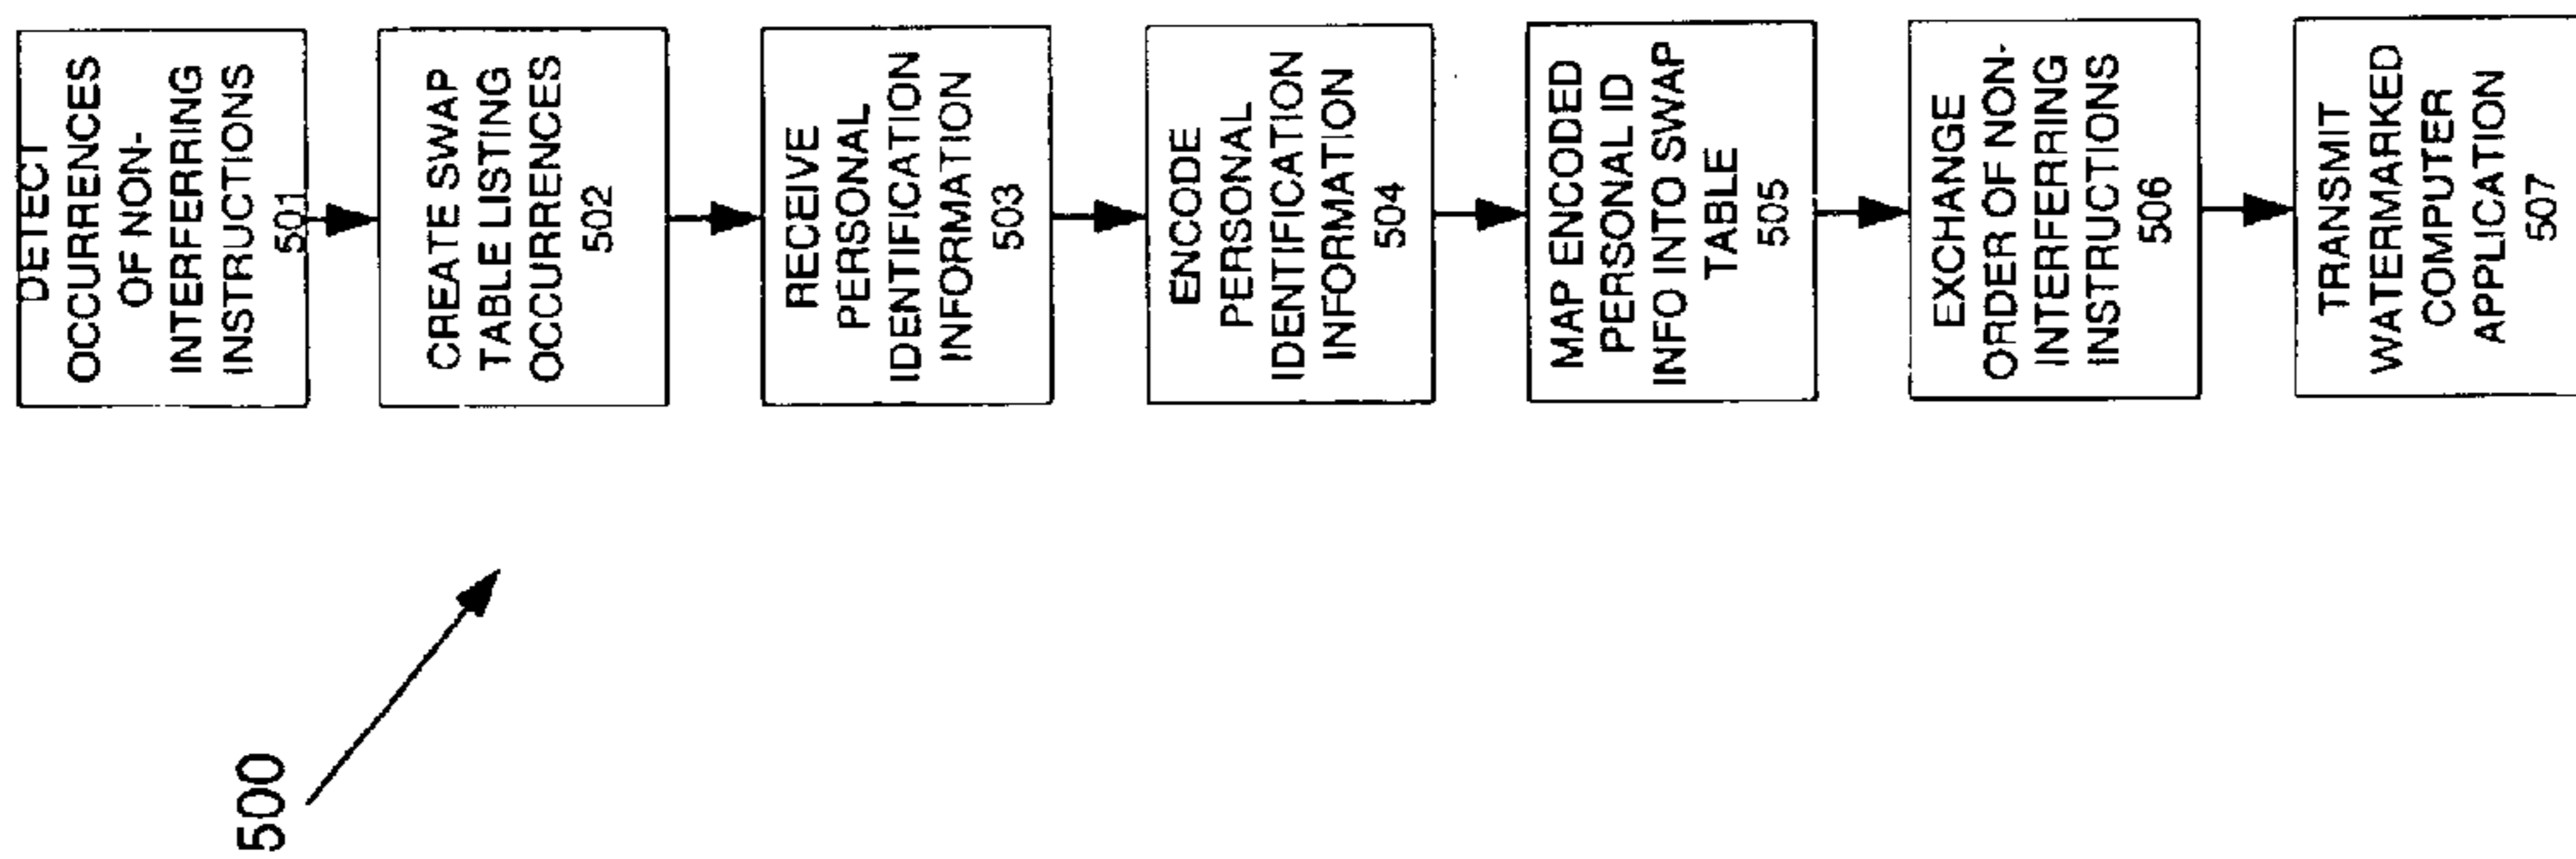 DETECT
OCCURRENCES
OF NON-
INTERFERRING
INSTRUCTIONS
501
CREATE SWAP
TABLE LISTING
OCCURRENCES
502
RECEIVE
PERSONAL
IDENTIFICATION
INFORMATION
503
ENCODE
PERSONAL
IDENTIFICATION
INFORMATION
504
MAP ENCODED
PERSONAL ID
INFO INTO SWAP
TABLE
505
EXCHANGE
ORDER OF NON-
INTERFERRING
INSTRUCTIONS
506
TRANSMIT
WATERMARKED
COMPUTER
APPLICATION
507
500